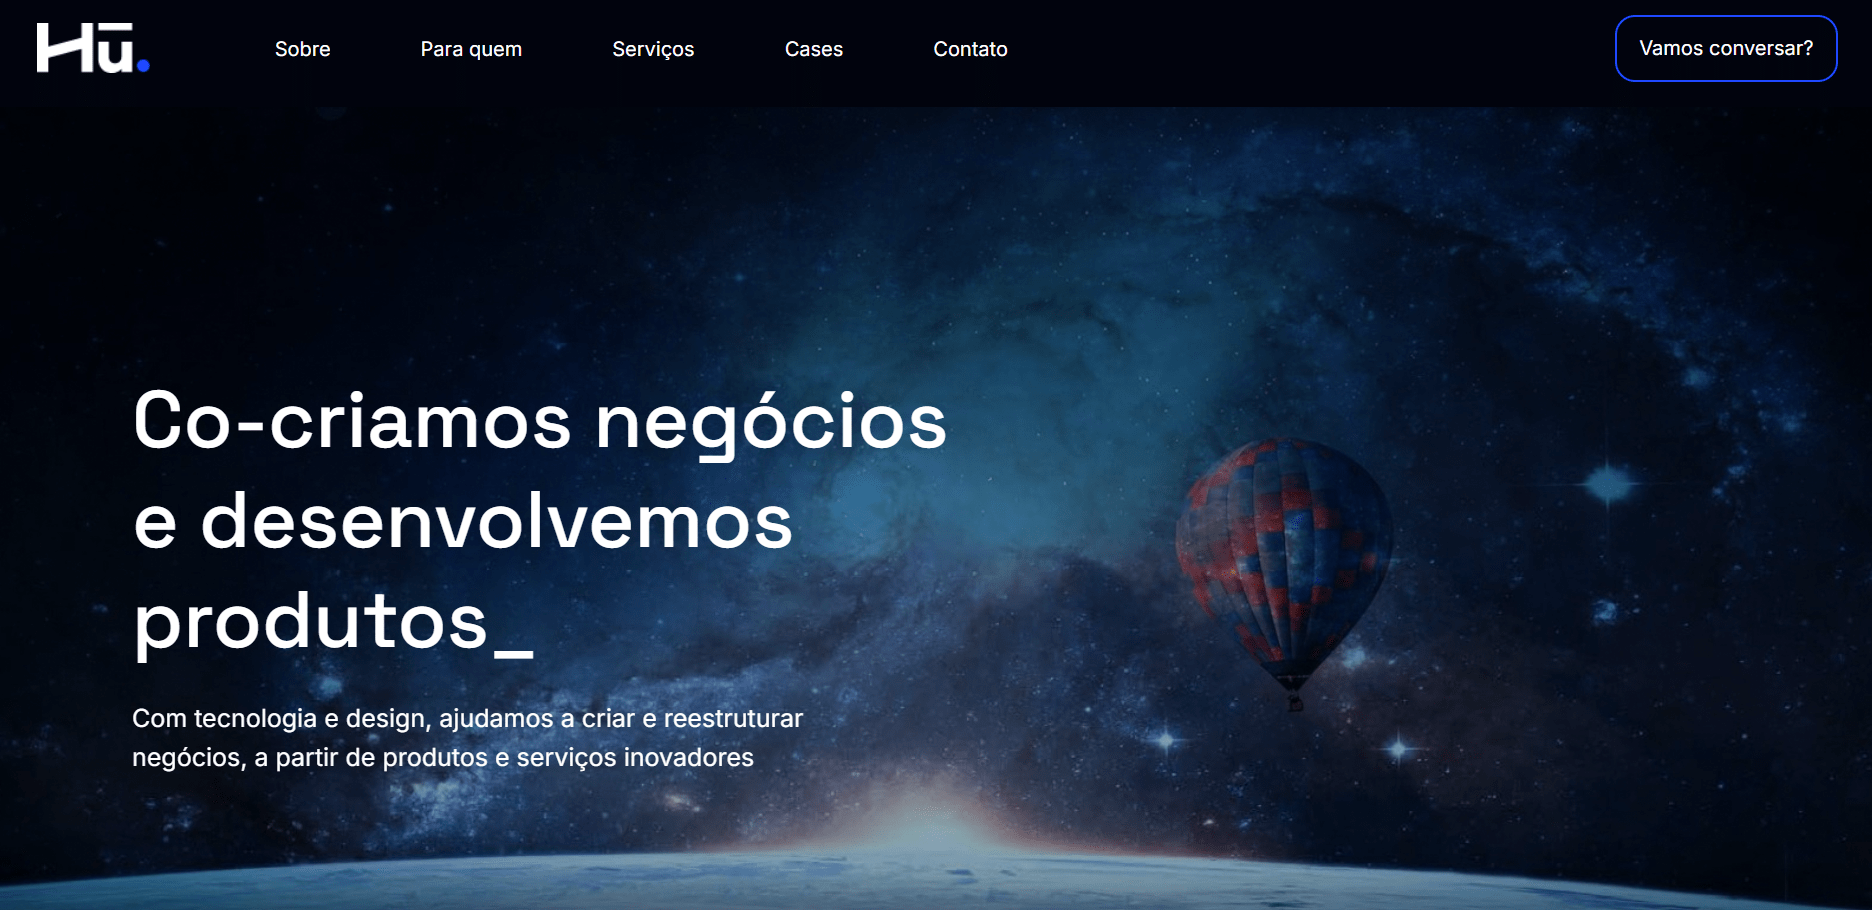 Hū.
Sobre
Para quem
Serviços
Cases
Contato
Vamos conversar?
Co-criamos negócios
e desenvolvemos
produtos_
Com tecnologia e design, ajudamos a criar e reestruturar
negócios, a partir de produtos e serviços inovadores